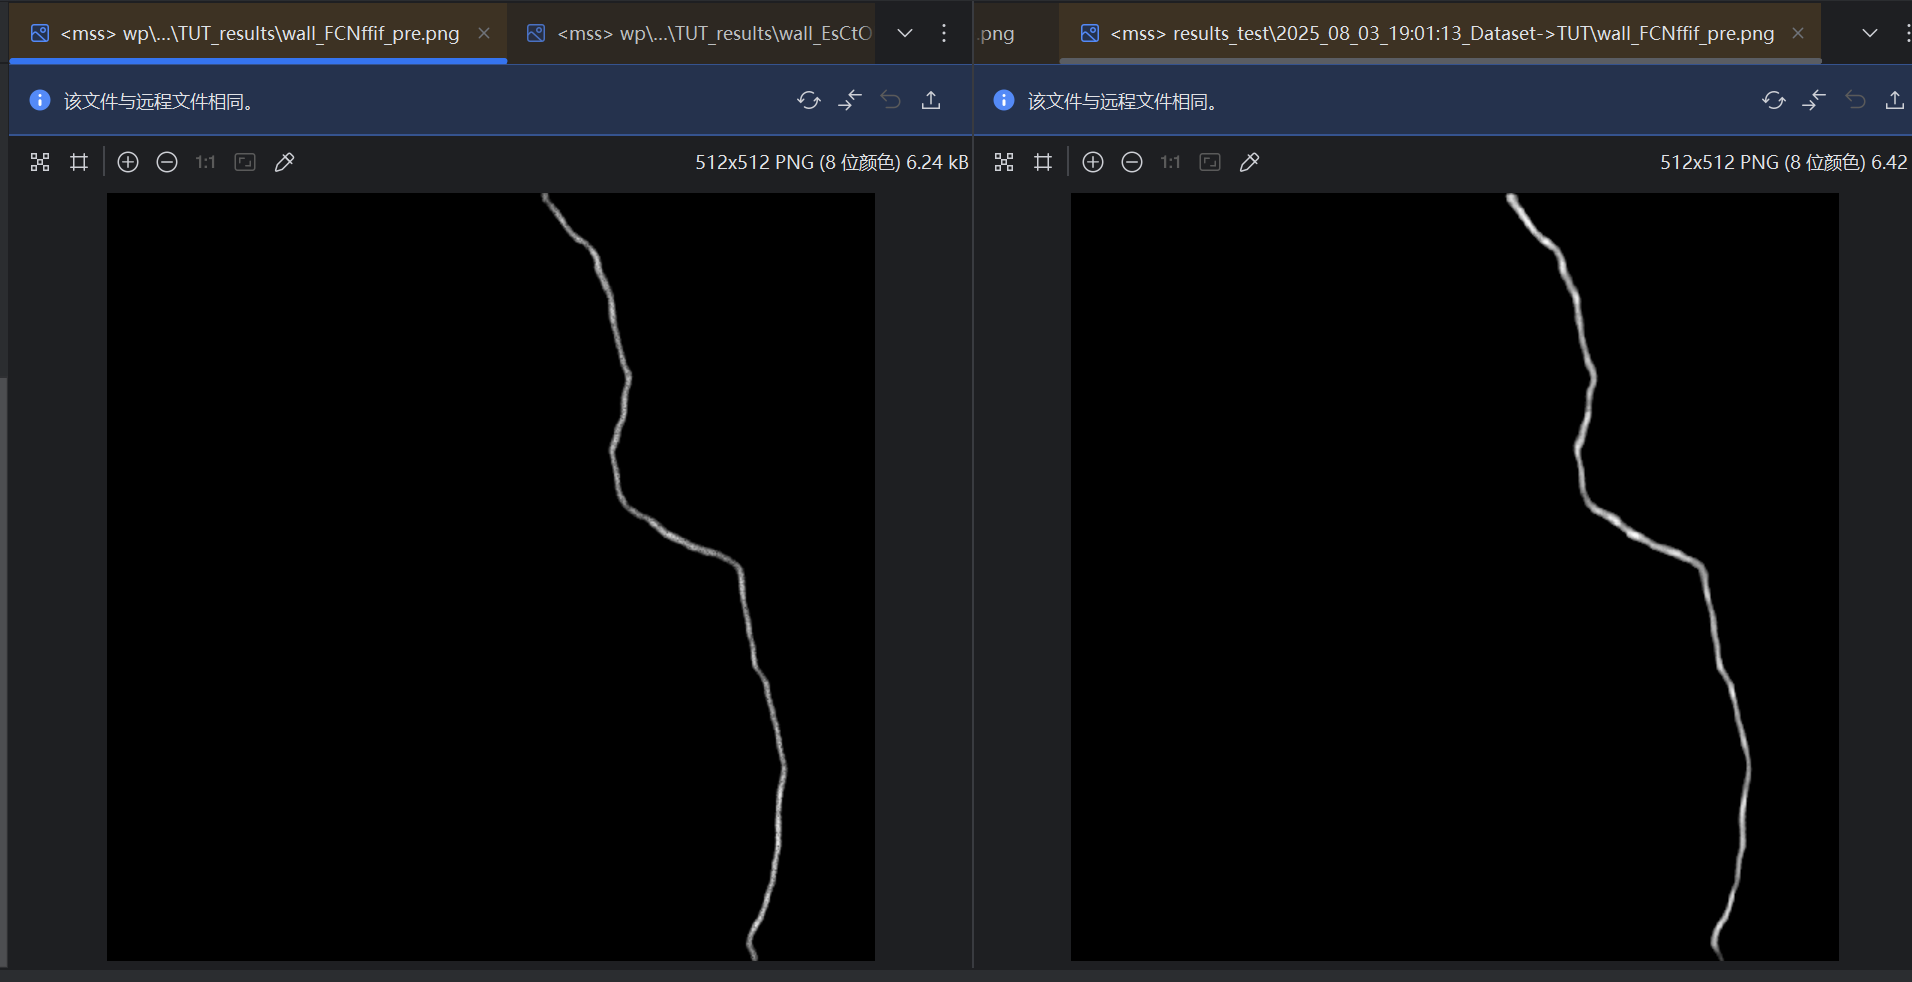 <mss> wp\...\TUT_results\wall_FCNffif_pre.png
<mss> wp\...\TUT_results\wall_EsCtO
.png
<mss> results_test\2025_08_03_19:01:13_Dataset->TUT\wall_FCNffif_pre.png
该文件与远程文件相同。
该文件与远程文件相同。
1:1
512x512 PNG (8 位颜色) 6.24 kB
1:1
512x512 PNG (8 位颜色) 6.42